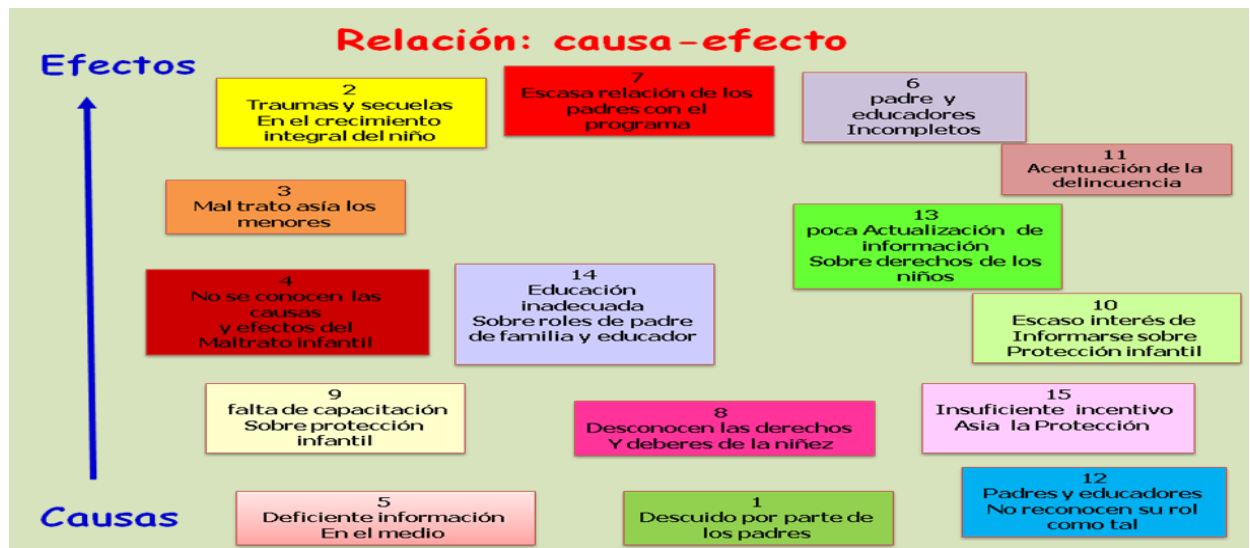 Relación: causa-efecto
Efectos
2
Traumas y secuelas
En el crecimiento
integral del niño
7
Escasa relación de los
padres con el
programa
6
padre y
educadores
Incompletos
11
Acentuación de la
delincuencia
3
Mal trato asía los
menores
13
poca Actualización de
información
Sobre derechos de los
niños
4
No se conocen las
causas
y efectos del
Maltrato infantil
14
Educación
inadecuada
Sobre roles de padre
de familia y educador
10
Escaso interés de
Informarse sobre
Protección infantil
9
falta de capacitación
Sobre protección
infantil
8
Desconocen las derechos
Y deberes de la niñez
15
Insuficiente incentivo
Asia la Protección
5
Deficiente información
En el medio
1
Descuido por parte de
los padres
12
Padres y educadores
No reconocen su rol
como tal
Causas